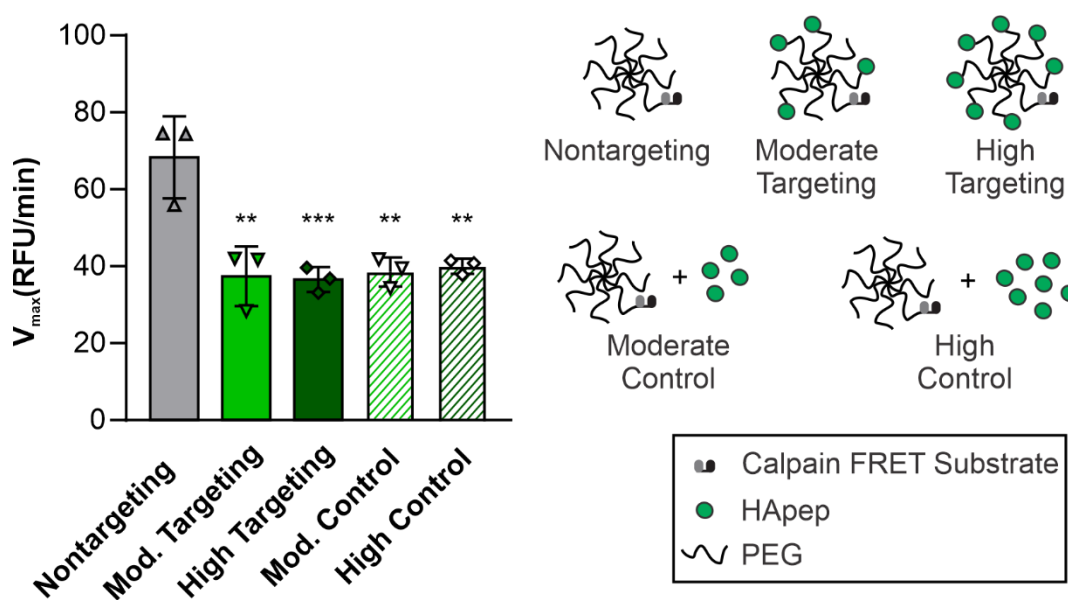 100
80
60
40
20
0
V max (RFU/min)
**
***
**
**
Nontargeting
Mod. Targeting
High Targeting
Mod. Control
High Control
Nontargeting
Moderate
Targeting
High
Targeting
+
+
Moderate
Control
High
Control
Calpain FRET Substrate
HApep
PEG